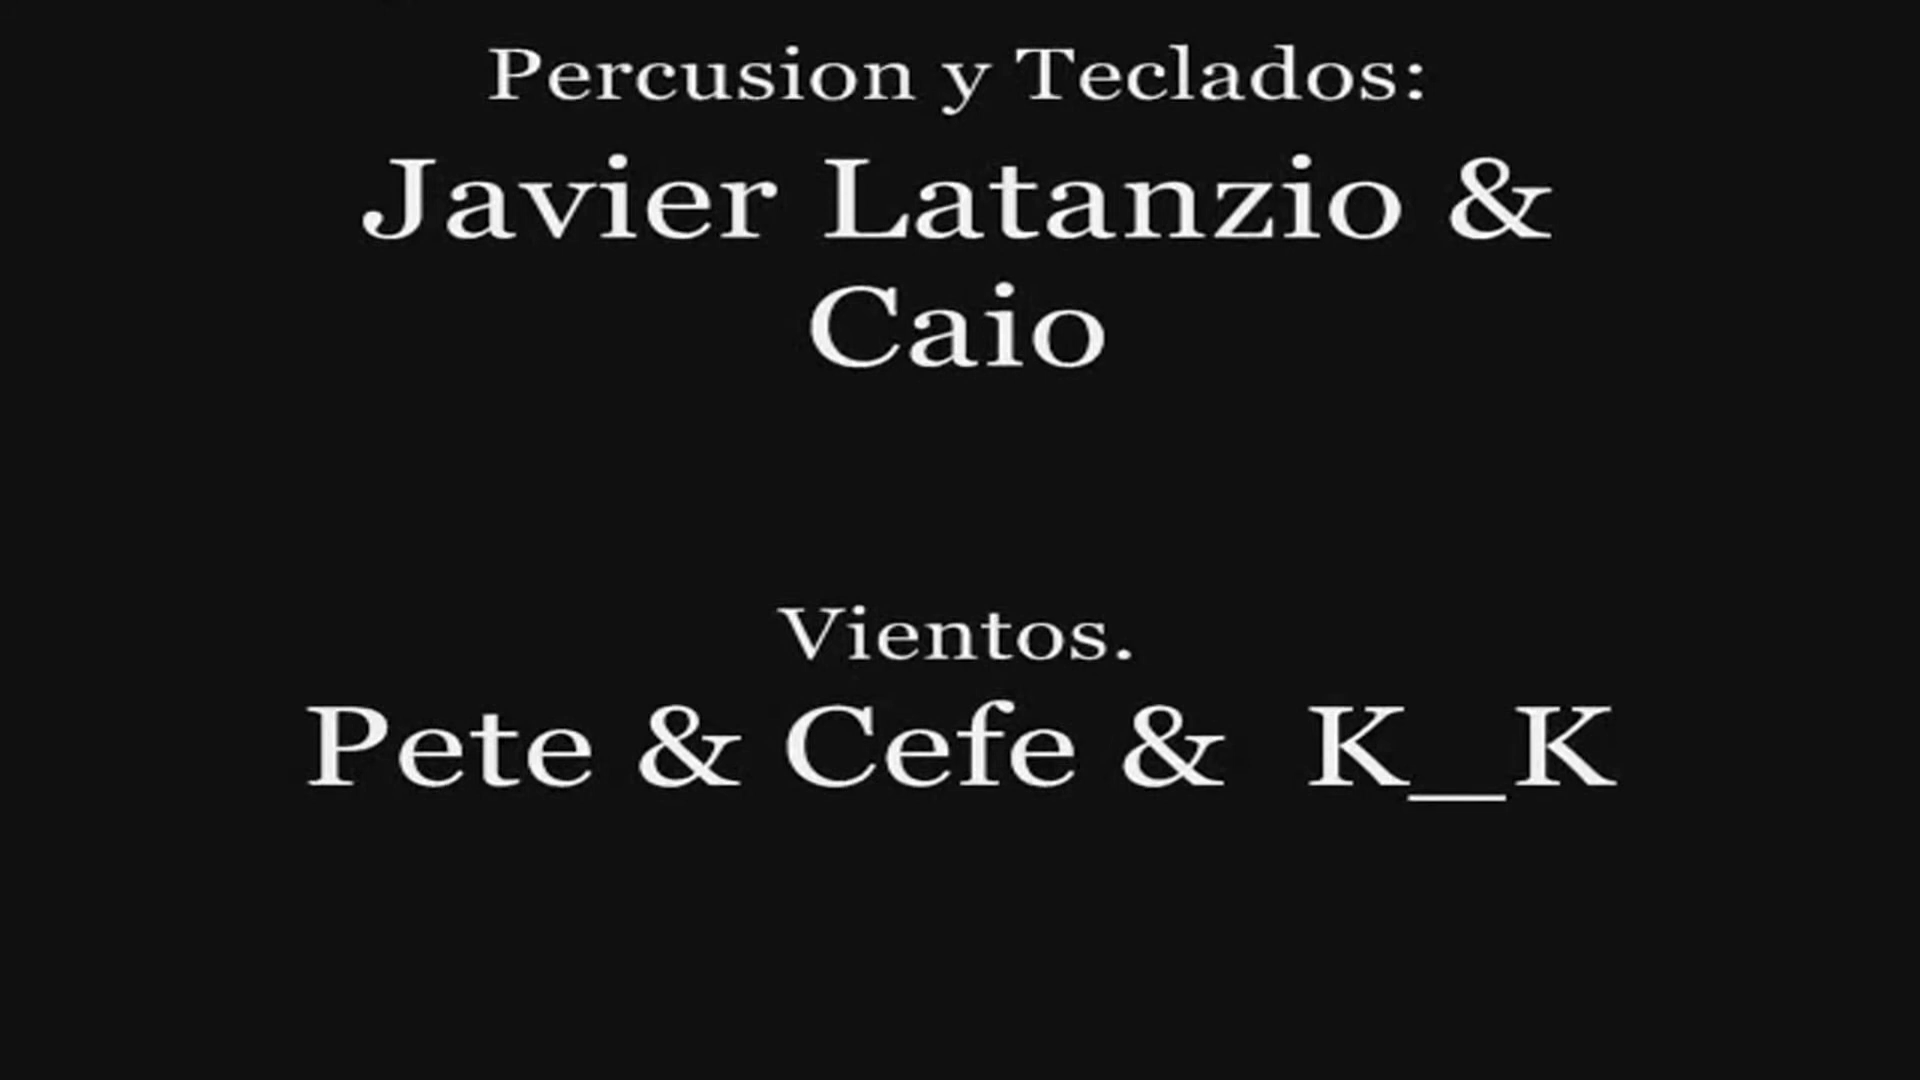 Percusion y Teclados:
Javier Latanzio &
Caio
Vientos.
Pete & Cefe &  K_K